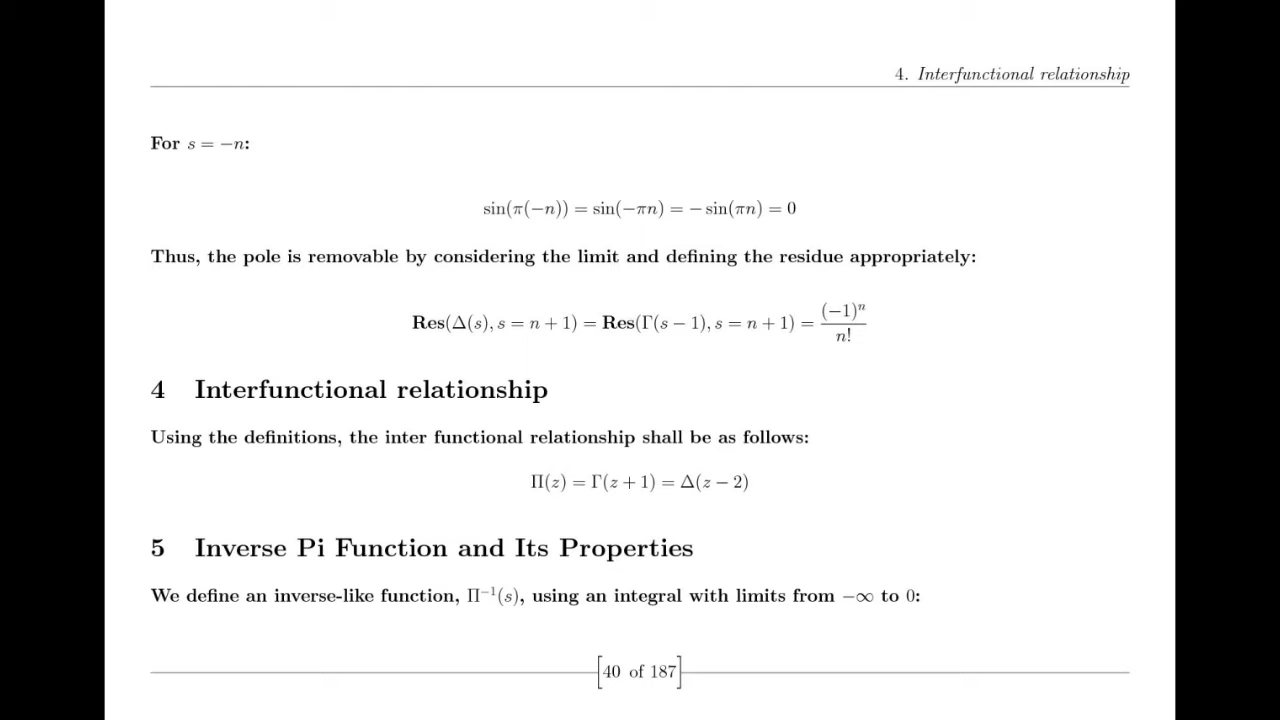 4. Interfunctional relationship
For s = −n:
sin(π(−n)) = sin(−πn) = − sin(πn) = 0
Thus, the pole is removable by considering the limit and defining the residue appropriately:
Res(Δ(s), s = n + 1) = Res(Γ(s − 1), s = n + 1) = (−1)ⁿ / n!
4 Interfunctional relationship
Using the definitions, the inter functional relationship shall be as follows:
Π(z) = Γ(z + 1) = Δ(z − 2)
5 Inverse Pi Function and Its Properties
We define an inverse-like function, Π⁻¹(s), using an integral with limits from −∞ to 0:
[40 of 187]